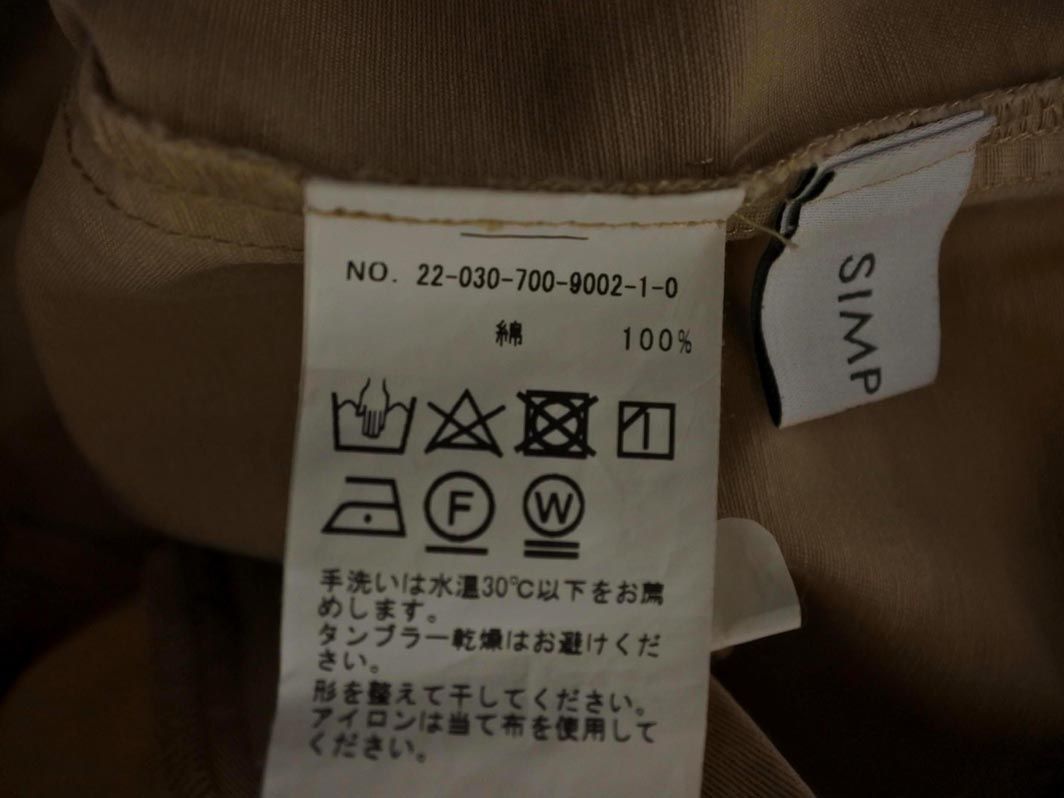 NO. 22-030-700-9002-1-0
綿 100%
F
W
手洗いは水温30℃以下をお薦
めします。
タンブラー乾燥はお避けくだ
さい。
形を整えて干してください。
アイロンは当て布を使用して
ください。
SIMP